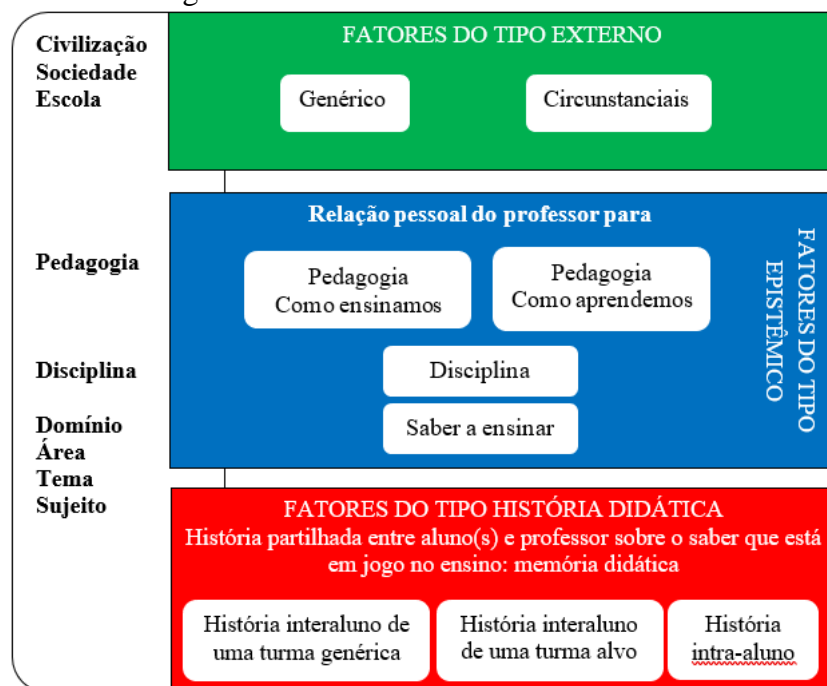 Civilização
Sociedade
Escola
FATORES DO TIPO EXTERNO
Genérico
Circunstanciais
Pedagogia
Relação pessoal do professor para
Pedagogia
Como ensinamos
Pedagogia
Como aprendemos
FATORES DO TIPO
EPISTÊMICO
Disciplina
Disciplina
Domínio
Área
Tema
Sujeito
Saber a ensinar
FATORES DO TIPO HISTÓRIA DIDÁTICA
História partilhada entre aluno(s) e professor sobre o saber que está
em jogo no ensino: memória didática
História interaluno de
uma turma genérica
História interaluno
de uma turma alvo
História
intra-aluno